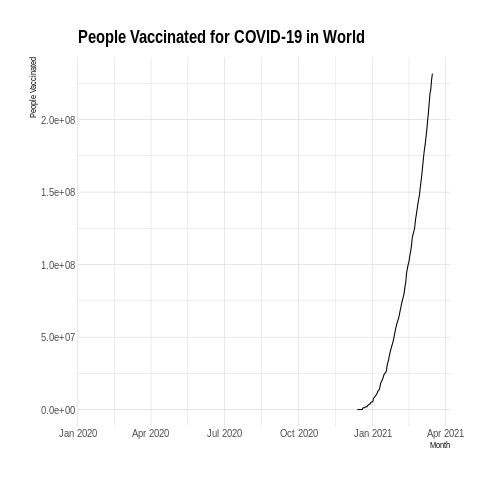 People Vaccinated for COVID-19 in World
People Vaccinated
2.0e+08
1.5e+08
1.0e+08
5.0e+07
0.0e+00
Jan 2020 Apr 2020 Jul 2020 Oct 2020 Jan 2021 Apr 2021
Month